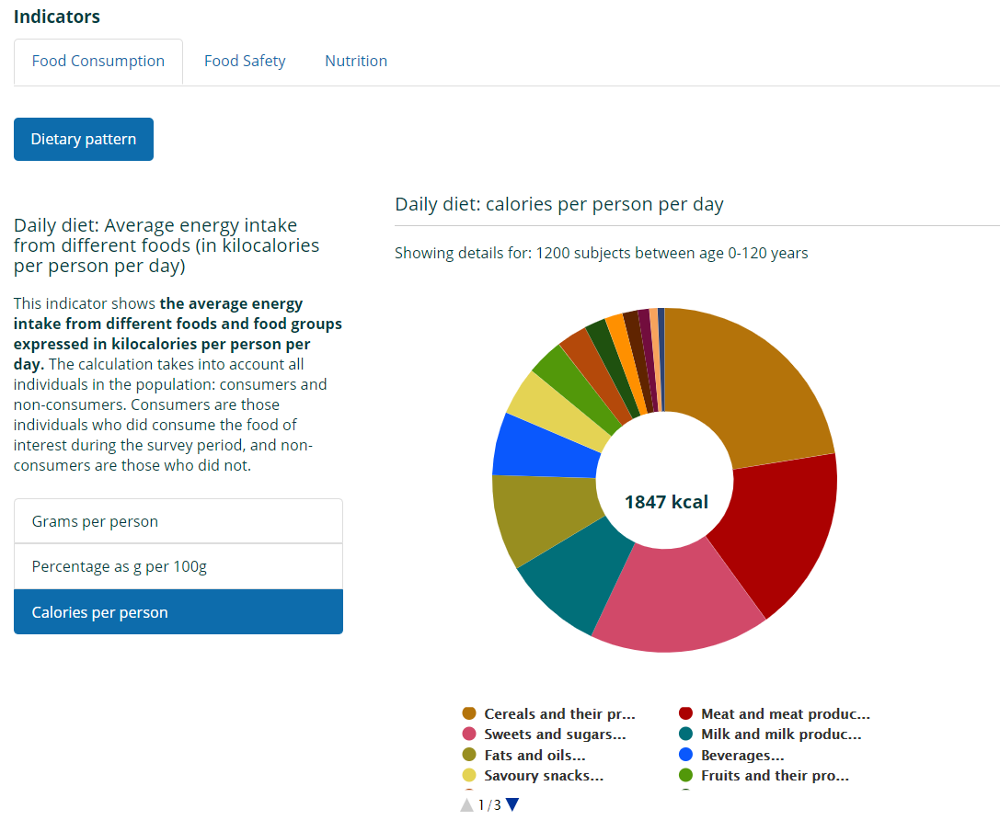 Indicators
Food Consumption
Food Safety
Nutrition
Dietary pattern
Daily diet: Average energy intake
from different foods (in kilocalories
per person per day)
This indicator shows the average energy
intake from different foods and food groups
expressed in kilocalories per person per
day. The calculation takes into account all
individuals in the population: consumers and
non-consumers. Consumers are those
individuals who did consume the food of
interest during the survey period, and non-
consumers are those who did not.
Grams per person
Percentage as g per 100g
Calories per person
Daily diet: calories per person per day
Showing details for: 1200 subjects between age 0-120 years
1847 kcal
Cereals and their pr...
Meat and meat produc...
Sweets and sugars...
Milk and milk produc...
Fats and oils...
Beverages...
Savoury snacks...
Fruits and their pro...
1/3